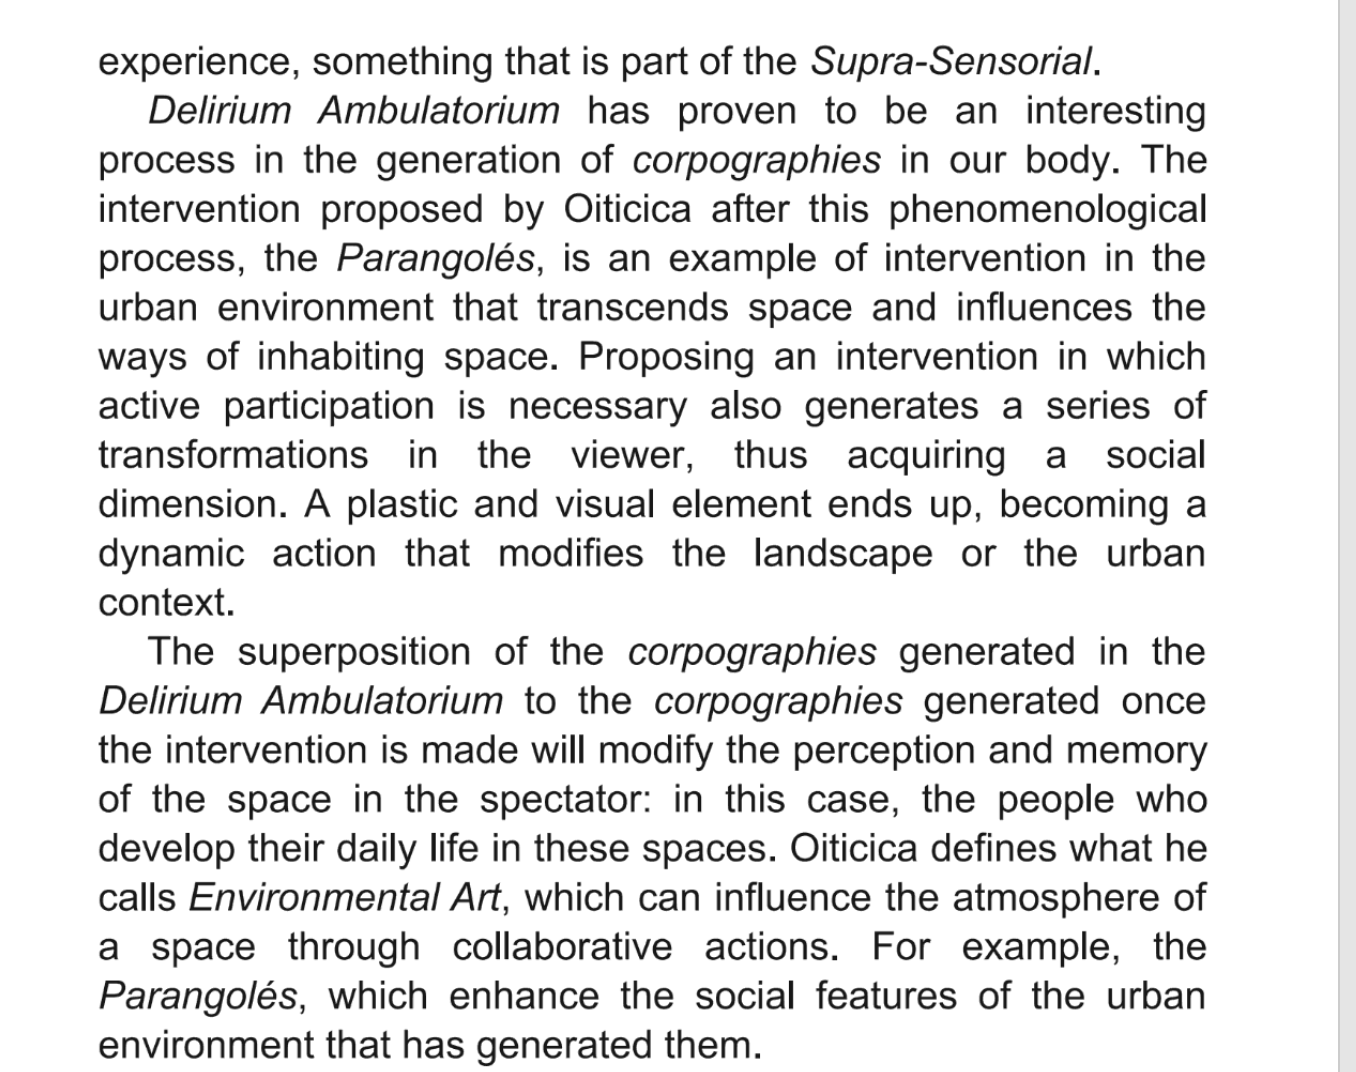 experience, something that is part of the Supra-Sensorial.
Delirium Ambulatorium has proven to be an interesting
process in the generation of corpographies in our body. The
intervention proposed by Oiticica after this phenomenological
process, the Parangolés, is an example of intervention in the
urban environment that transcends space and influences the
ways of inhabiting space. Proposing an intervention in which
active participation is necessary also generates a series of
transformations in the viewer, thus acquiring a social
dimension. A plastic and visual element ends up, becoming a
dynamic action that modifies the landscape or the urban
context.
The superposition of the corpographies generated in the
Delirium Ambulatorium to the corpographies generated once
the intervention is made will modify the perception and memory
of the space in the spectator: in this case, the people who
develop their daily life in these spaces. Oiticica defines what he
calls Environmental Art, which can influence the atmosphere of
a space through collaborative actions. For example, the
Parangolés, which enhance the social features of the urban
environment that has generated them.